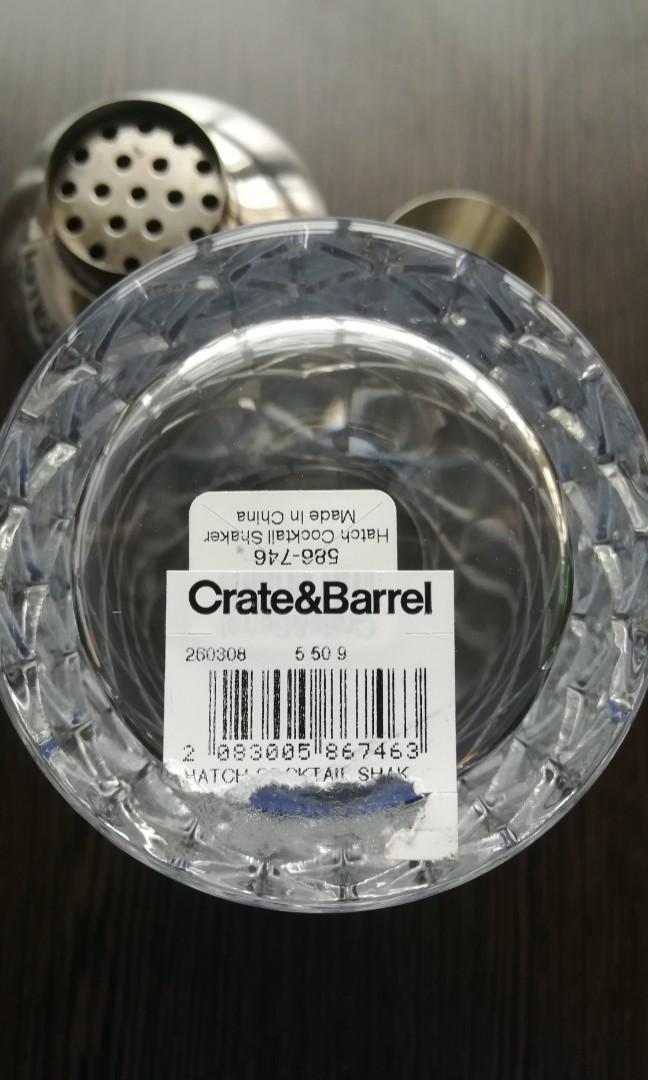 Made In China
Hatch Cocktail Shaker
586-746
Crate&Barrel
260308 5 50 9
2 083005 867463
HATCH COCKTAIL SHAK